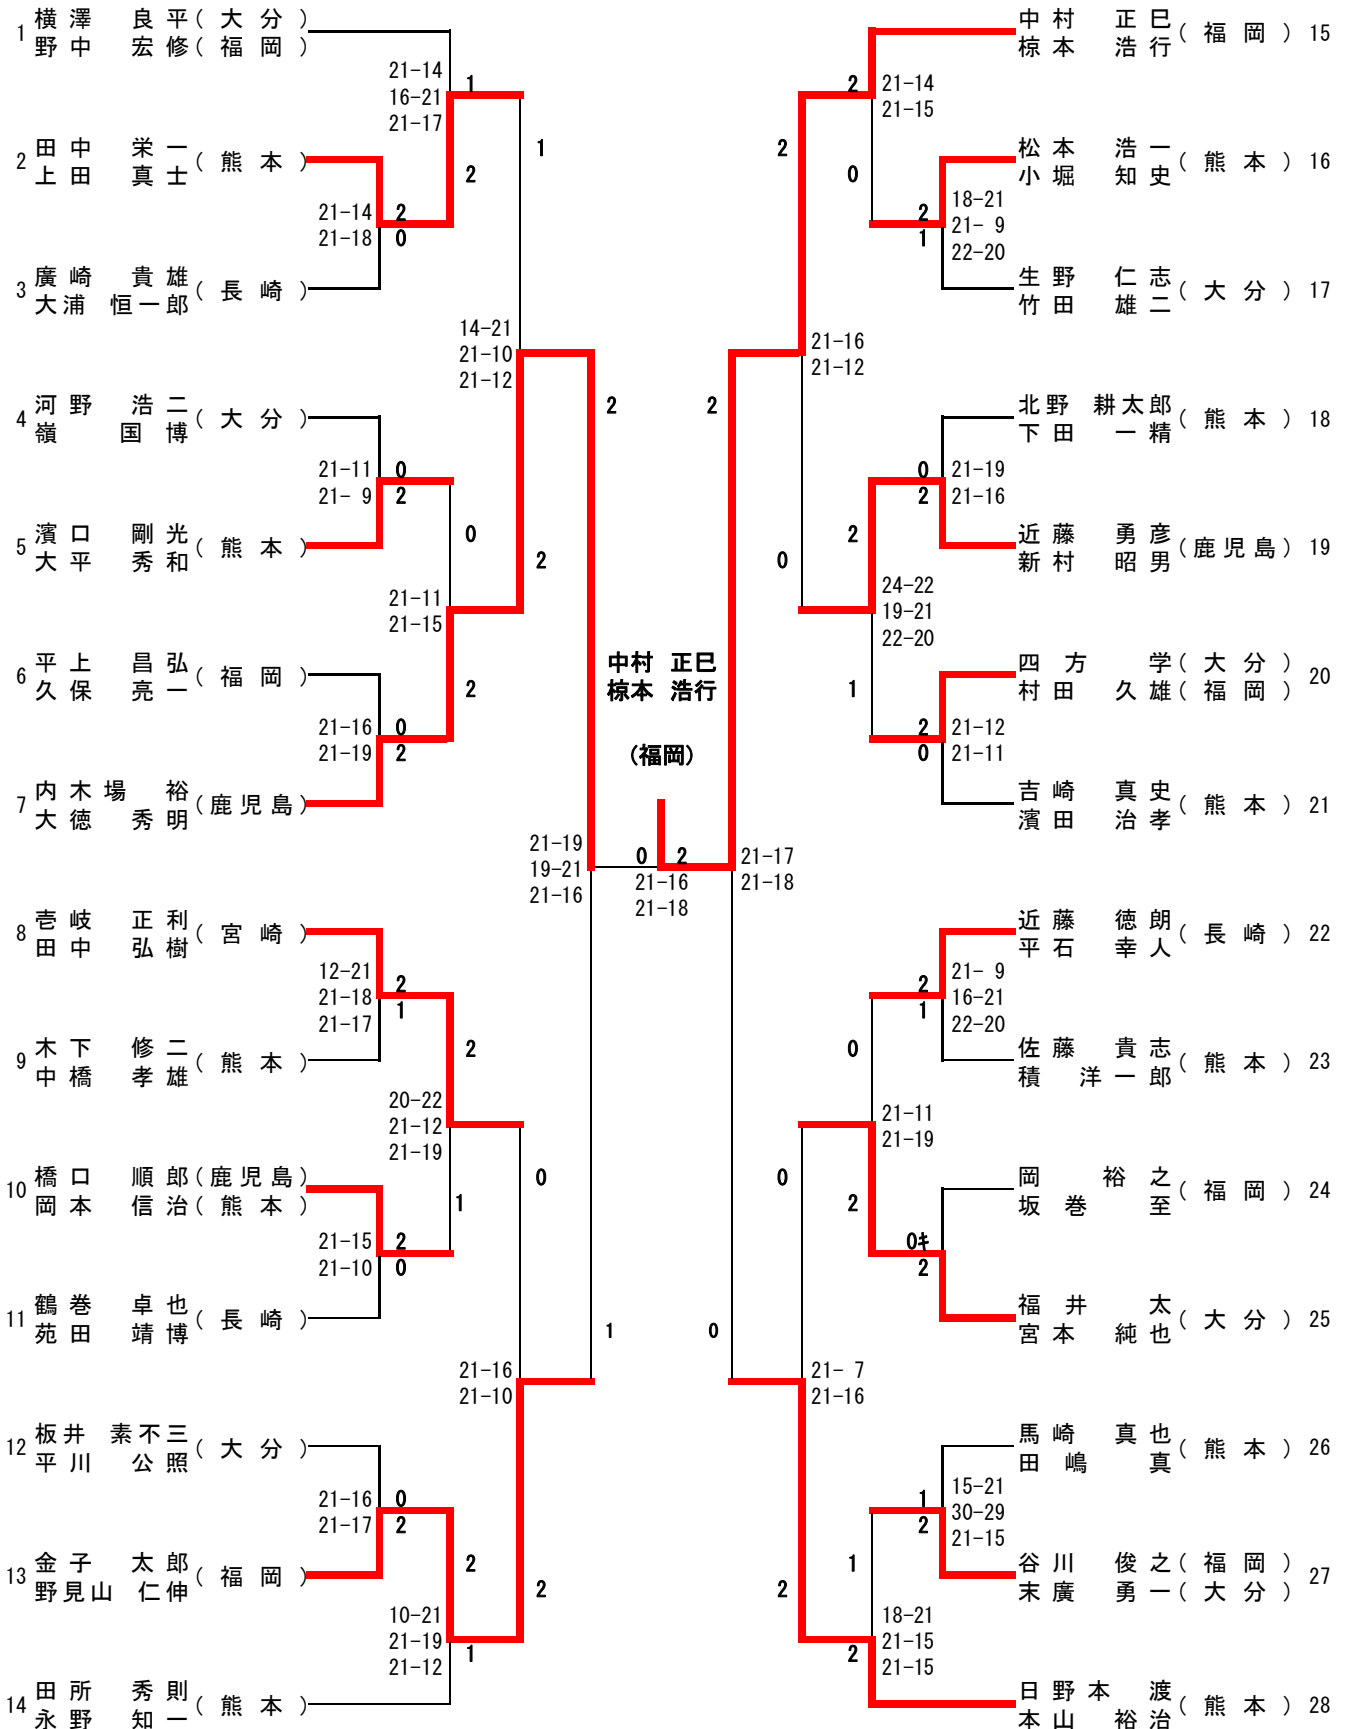 1 横澤 良平(大分)
野中 宏修(福岡)
21-14
16-21
21-17
1
2
1
2 田中 栄一(熊本)
上田 真士
21-14
21-18
2
0
3 廣崎 貴雄(長崎)
大浦 恒一郎
14-21
21-10
21-12
2
4 河野 浩二(大分)
嶺 国博
21-11
21- 9
0
2
0
2
5 濱口 剛光(熊本)
大平 秀和
21-11
21-15
6 平上 昌弘(福岡)
久保 亮一
21-16
21-19
0
2
2
7 内木場 裕(鹿児島)
大徳 秀明
21-19
19-21
21-16
8 壱岐 正利(宮崎)
田中 弘樹
12-21
21-18
21-17
2
1
2
9 木下 修二(熊本)
中橋 孝雄
20-22
21-12
21-19
0
10 橋口 順郎(鹿児島)
岡本 信治(熊本)
21-15
21-10
2
0
1
11 鶴巻 卓也(長崎)
苑田 靖博
1
21-16
21-10
12 板井 素不三(大分)
平川 公照
21-16
21-17
0
2
2
2
13 金子 太郎(福岡)
野見山 仁伸
10-21
21-19
21-12
1
14 田所 秀則(熊本)
永野 知一
中村 正巳
椋本 浩行
(福岡)
0 2
21-16
21-18
中村 正巳(福岡) 15
椋本 浩行
2
21-14
21-15
2
0
松本 浩一(熊本) 16
小堀 知史
2
1
18-21
21- 9
22-20
生野 仁志(大分) 17
竹田 雄二
21-16
21-12
2
北野 耕太郎(熊本) 18
下田 一精
0
2
21-19
21-16
2
0
近藤 勇彦(鹿児島) 19
新村 昭男
24-22
19-21
22-20
四方 学(大分) 20
村田 久雄(福岡)
1
2
0
21-12
21-11
吉崎 真史(熊本) 21
濱田 治孝
21-17
21-18
近藤 徳朗(長崎) 22
平石 幸人
2
1
21- 9
16-21
22-20
0
佐藤 貴志(熊本) 23
積 洋一郎
21-11
21-19
0
2
岡 裕之(福岡) 24
坂巻 至
0キ
2
福井 太(大分) 25
宮本 純也
0
21- 7
21-16
馬崎 真也(熊本) 26
田嶋 真
1
2
15-21
30-29
21-15
1
2
谷川 俊之(福岡) 27
末廣 勇一(大分)
18-21
21-15
21-15
2
日野本 渡(熊本) 28
本山 裕治